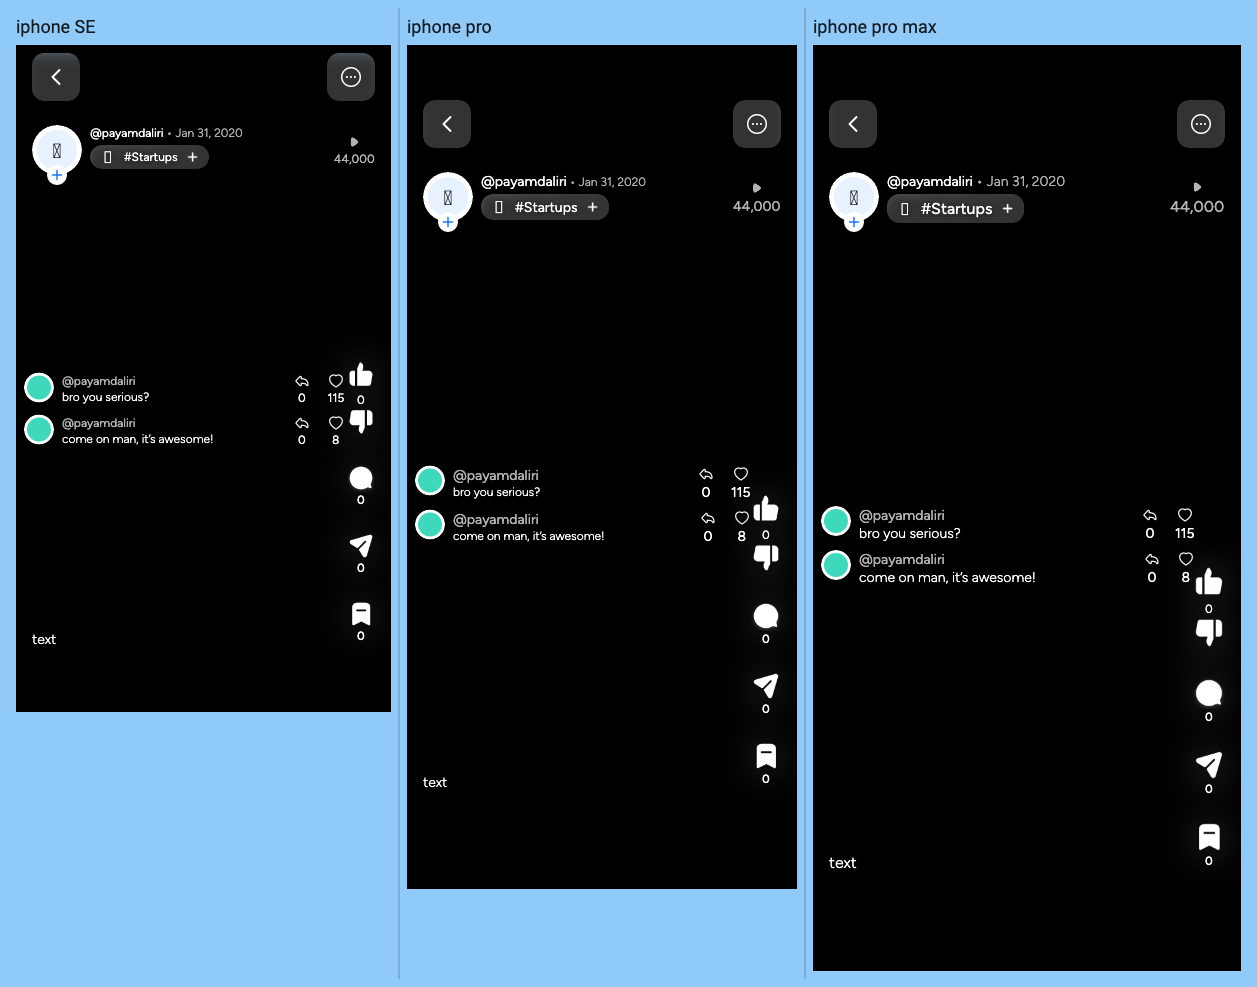 iphone SE
@payamdaliri • Jan 31, 2020
#Startups +
44,000
@payamdaliri
bro you serious?
0 115
0
@payamdaliri
come on man, it's awesome!
0 8
0
0
0
text
iphone pro
@payamdaliri • Jan 31, 2020
#Startups +
44,000
@payamdaliri
bro you serious?
0 115
@payamdaliri
come on man, it's awesome!
0 8
0
0
0
0
text
iphone pro max
@payamdaliri • Jan 31, 2020
#Startups +
44,000
@payamdaliri
bro you serious?
0 115
@payamdaliri
come on man, it's awesome!
0 8
0
0
0
0
text